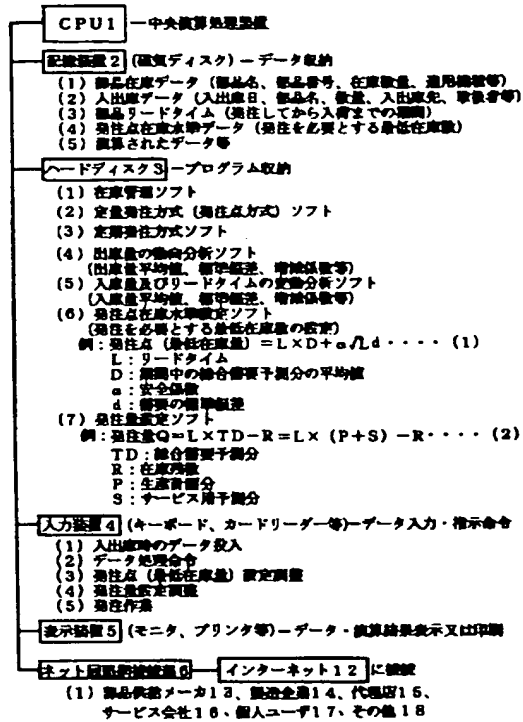 CPU1 ー中央演算処理装置
記憶装置2 (磁気ディスク)ーデータ収納
(1)部品在庫データ(部品名、部品番号、在庫数量、適用機種等)
(2)入出庫データ(入出庫日、部品名、数量、入出庫先、取扱者等)
(3)部品リードタイム(発注してから入荷までの期間)
(4)発注点在庫水準データ(発注を必要とする最低在庫数)
(5)演算されたデータ等
ハードディスク3 ープログラム収納
(1)在庫管理ソフト
(2)定量発注方式(発注点方式)ソフト
(3)定期発注方式ソフト
(4)出庫量の動向分析ソフト
(出庫量平均値、標準偏差、増減係数等)
(5)入庫量及びリードタイムの変動分析ソフト
(入庫量平均値、標準偏差、増減係数等)
(6)発注点在庫水準設定ソフト
(発注を必要とする最低在庫数の設定)
例:発注点(最低在庫量)=L×D+α√Ld・・・・(1)
L:リードタイム
D:期間中の総合需要予測分の平均値
α:安全係数
d:需要の標準偏差
(7)発注量設定ソフト
例:発注量Q=L×TD−R=L×(P+S)−R・・・・(2)
TD:総合需要予測分
R:在庫残数
P:生産計画分
S:サービス用予測分
入力装置4 (キーボード、カードリーダー等)ーデータ入力・指示命令
(1)入出庫時のデータ投入
(2)データ処理命令
(3)発注点(最低在庫量)設定調整
(4)発注量設定調整
(5)発注作業
表示装置5 (モニタ、プリンタ等)ーデータ・演算結果表示又は印刷
ネット回路網接続器6 インターネット12 に接続
(1)部品供給メーカ13、製造企業14、代理店15、
サービス会社16、個人ユーザ17、その他18